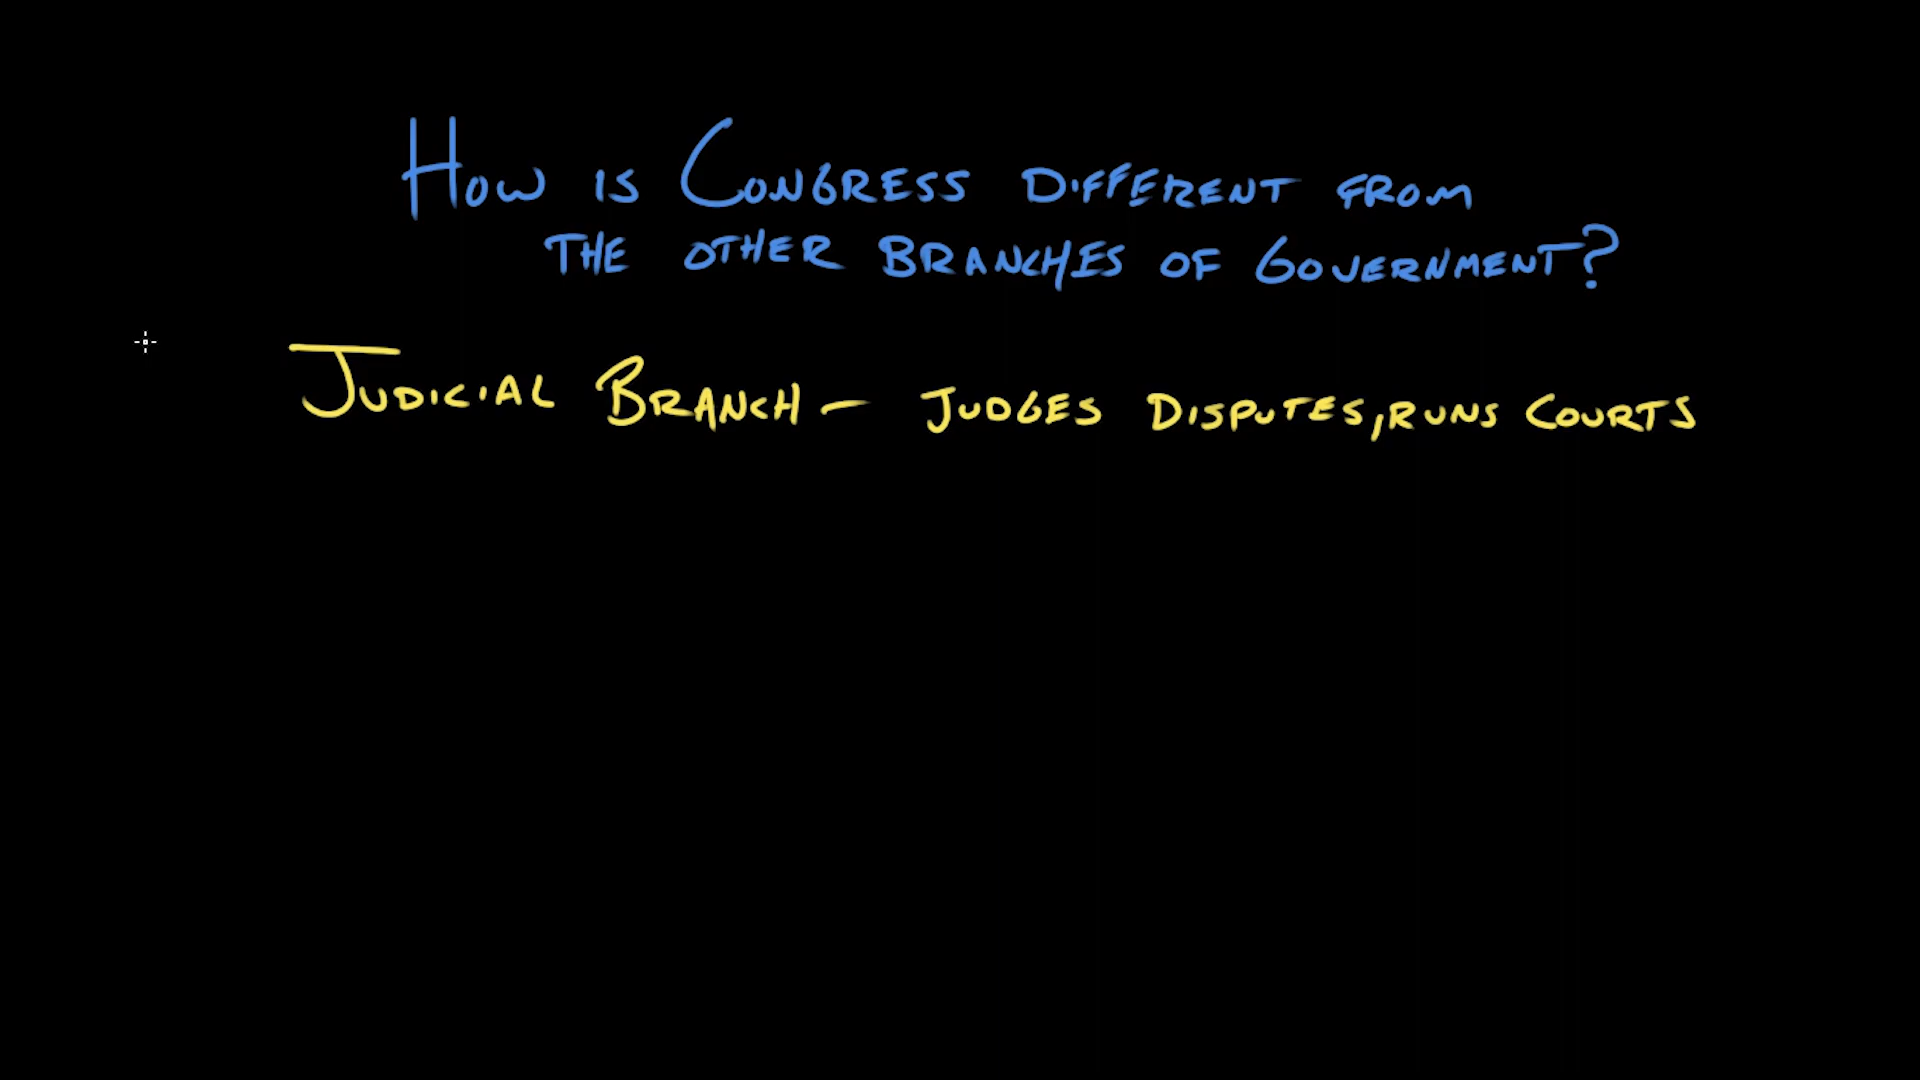 How is Congress different from
the other branches of government?
Judicial Branch – Judges Disputes, runs courts